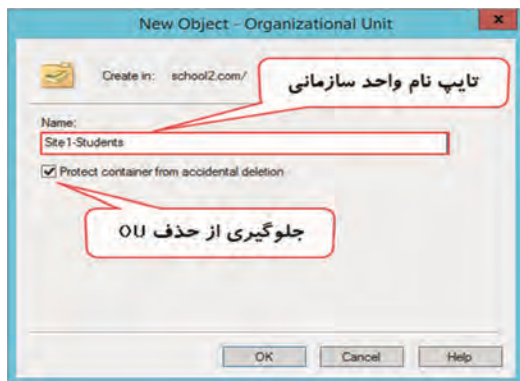 New Object - Organizational Unit
x
Create in: school2.com/
تایپ نام واحد سازمانی
Name:
Site1-Students
Protect container from accidental deletion
جلوگیری از حذف OU
OK
Cancel
Help